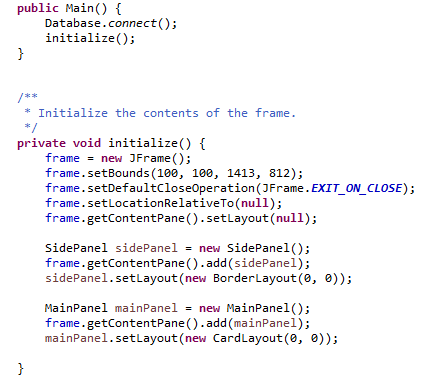 public Main() {
    Database.connect();
    initialize();
}
/**
 * Initialize the contents of the frame.
 */
private void initialize() {
    frame = new JFrame();
    frame.setBounds(100, 100, 1413, 812);
    frame.setDefaultCloseOperation(JFrame.EXIT_ON_CLOSE);
    frame.setLocationRelativeTo(null);
    frame.getContentPane().setLayout(null);
    SidePanel sidePanel = new SidePanel();
    frame.getContentPane().add(sidePanel);
    sidePanel.setLayout(new BorderLayout(0, 0));
    MainPanel mainPanel = new MainPanel();
    frame.getContentPane().add(mainPanel);
    mainPanel.setLayout(new CardLayout(0, 0));
}